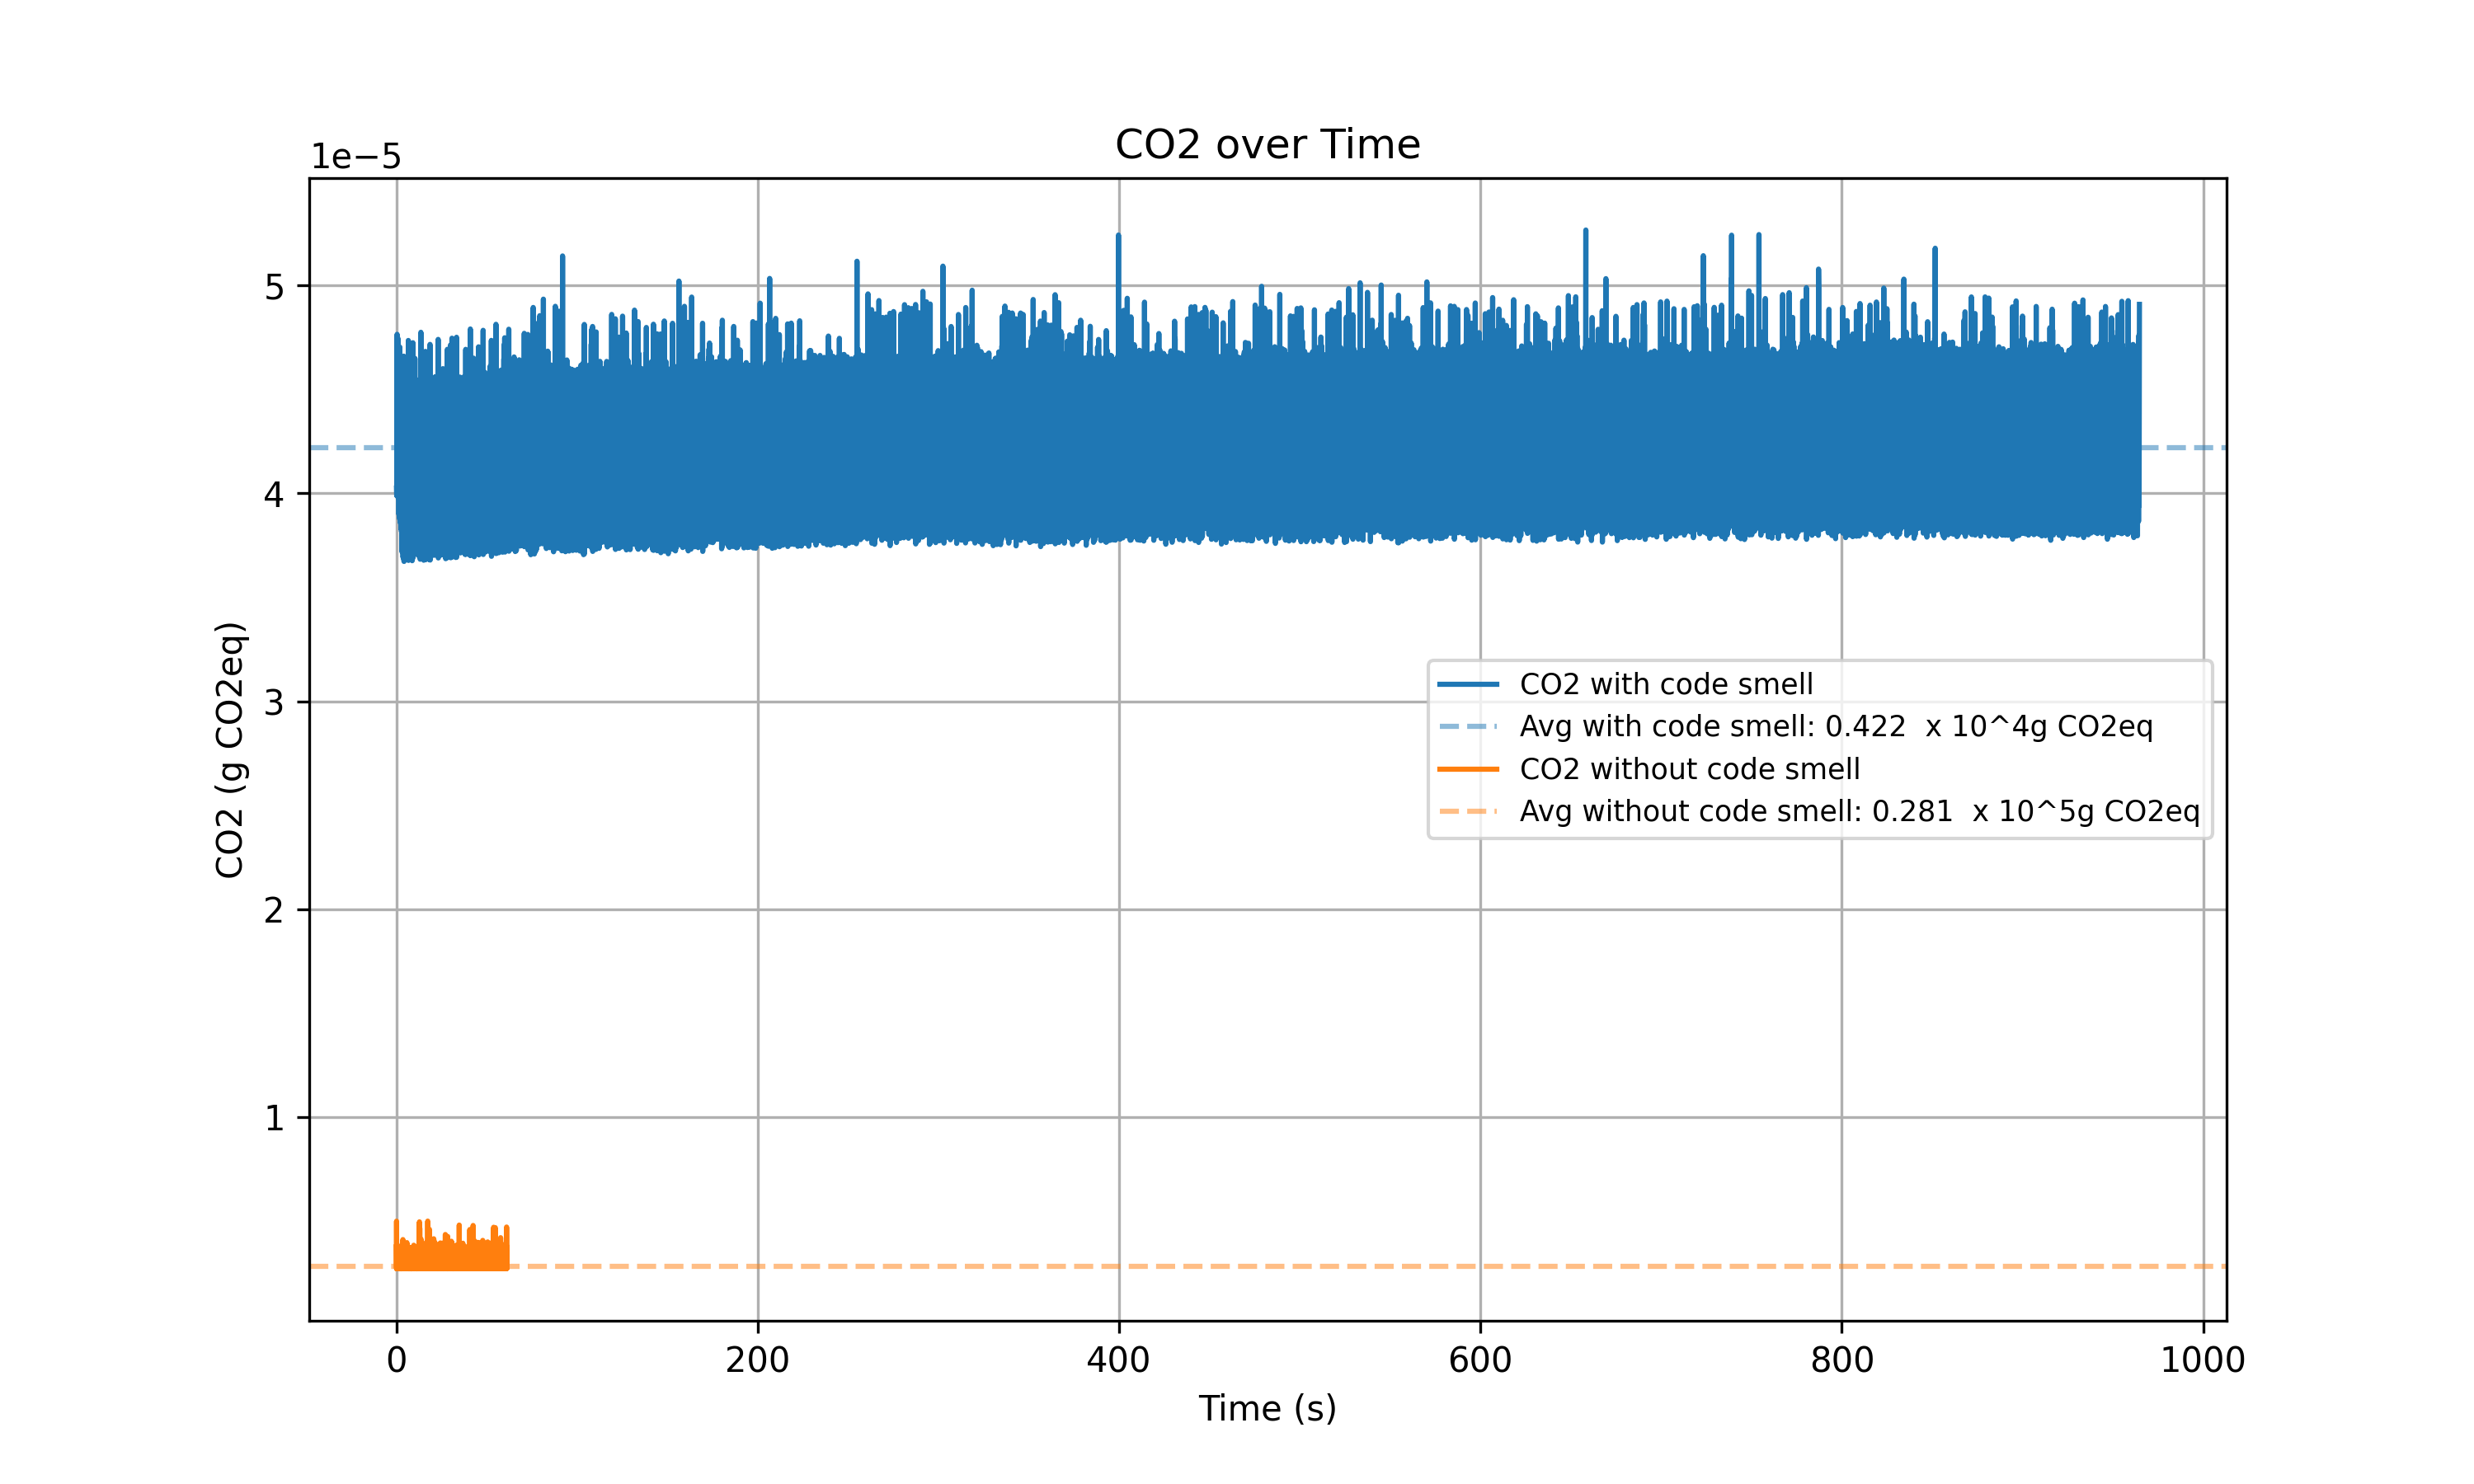 CO2 over Time
1e−5
5
4
3
2
1
CO2 (g CO2eq)
CO2 with code smell
Avg with code smell: 0.422  x 10^4g CO2eq
CO2 without code smell
Avg without code smell: 0.281  x 10^5g CO2eq
0 200 400 600 800 1000
Time (s)